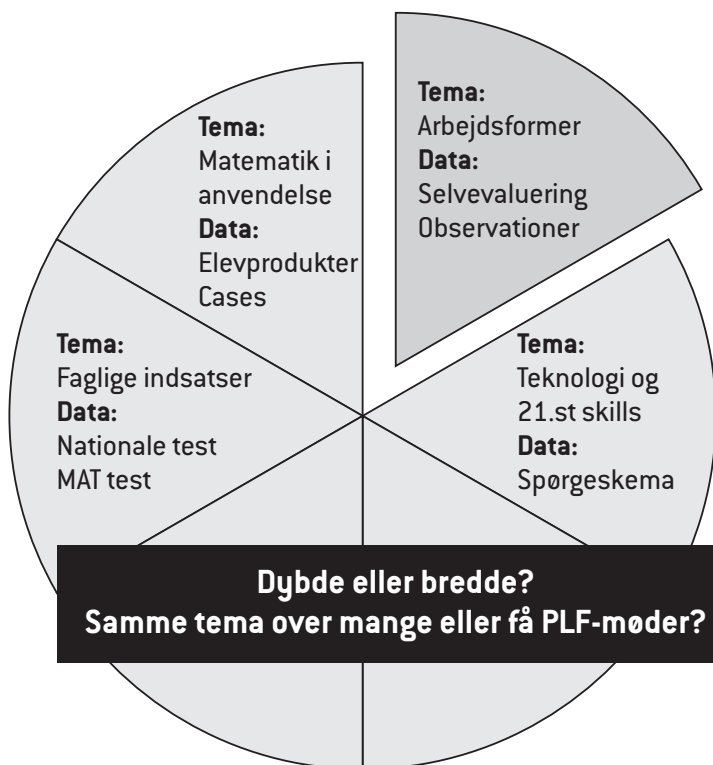 Tema:
Matematik i
anvendelse
Data:
Elevprodukter
Cases
Tema:
Arbejdsformer
Data:
Selvevaluering
Observationer
Tema:
Faglige indsatser
Data:
Nationale test
MAT test
Tema:
Teknologi og
21.st skills
Data:
Spørgeskema
Dybde eller bredde?
Samme tema over mange eller få PLF-møder?